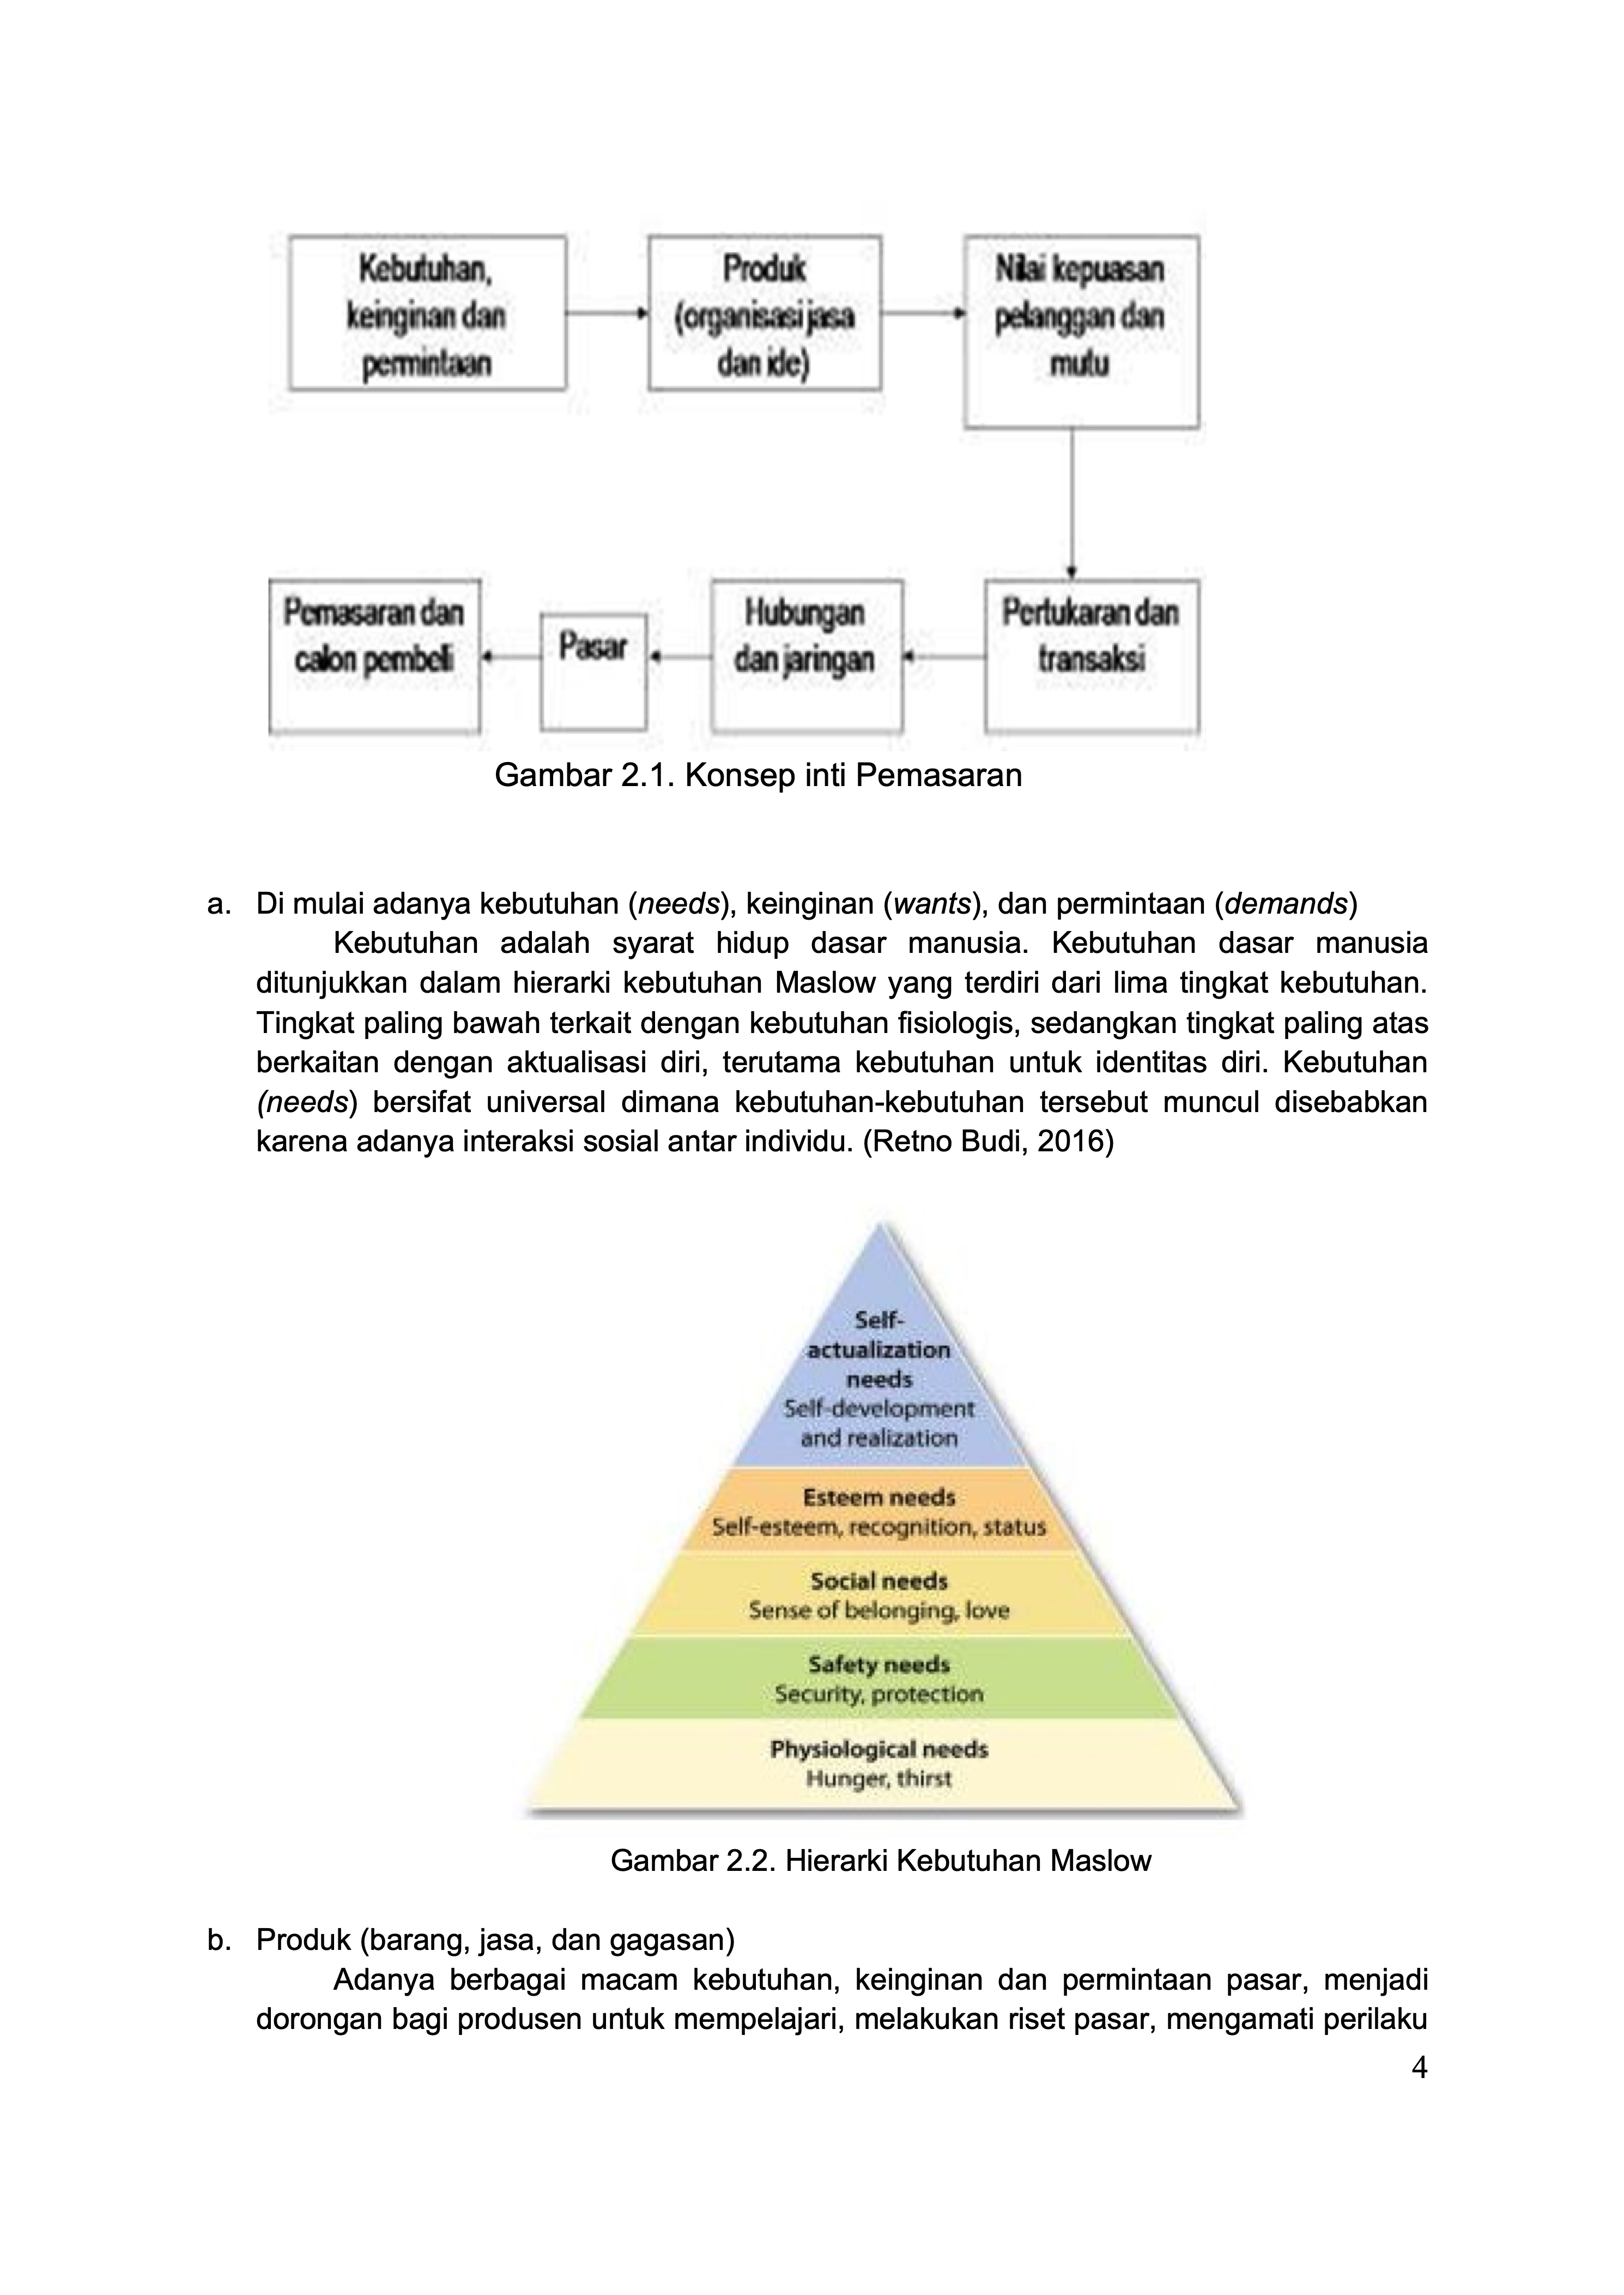 Kebutuhan,
keinginan dan
permintaan
Produk
(organisasi jasa
dan ide)
Nilai kepuasan
pelanggan dan
mutu
Pemasaran dan
calon pembeli
Pasar
Hubungan
dan jaringan
Pertukaran dan
transaksi
Gambar 2.1. Konsep inti Pemasaran
a. Di mulai adanya kebutuhan (needs), keinginan (wants), dan permintaan (demands)
Kebutuhan adalah syarat hidup dasar manusia. Kebutuhan dasar manusia
ditunjukkan dalam hierarki kebutuhan Maslow yang terdiri dari lima tingkat kebutuhan.
Tingkat paling bawah terkait dengan kebutuhan fisiologis, sedangkan tingkat paling atas
berkaitan dengan aktualisasi diri, terutama kebutuhan untuk identitas diri. Kebutuhan
(needs) bersifat universal dimana kebutuhan-kebutuhan tersebut muncul disebabkan
karena adanya interaksi sosial antar individu. (Retno Budi, 2016)
Self-
actualization
needs
Self-development
and realization
Esteem needs
Self-esteem, recognition, status
Social needs
Sense of belonging, love
Safety needs
Security, protection
Physiological needs
Hunger, thirst
Gambar 2.2. Hierarki Kebutuhan Maslow
b. Produk (barang, jasa, dan gagasan)
Adanya berbagai macam kebutuhan, keinginan dan permintaan pasar, menjadi
dorongan bagi produsen untuk mempelajari, melakukan riset pasar, mengamati perilaku
4